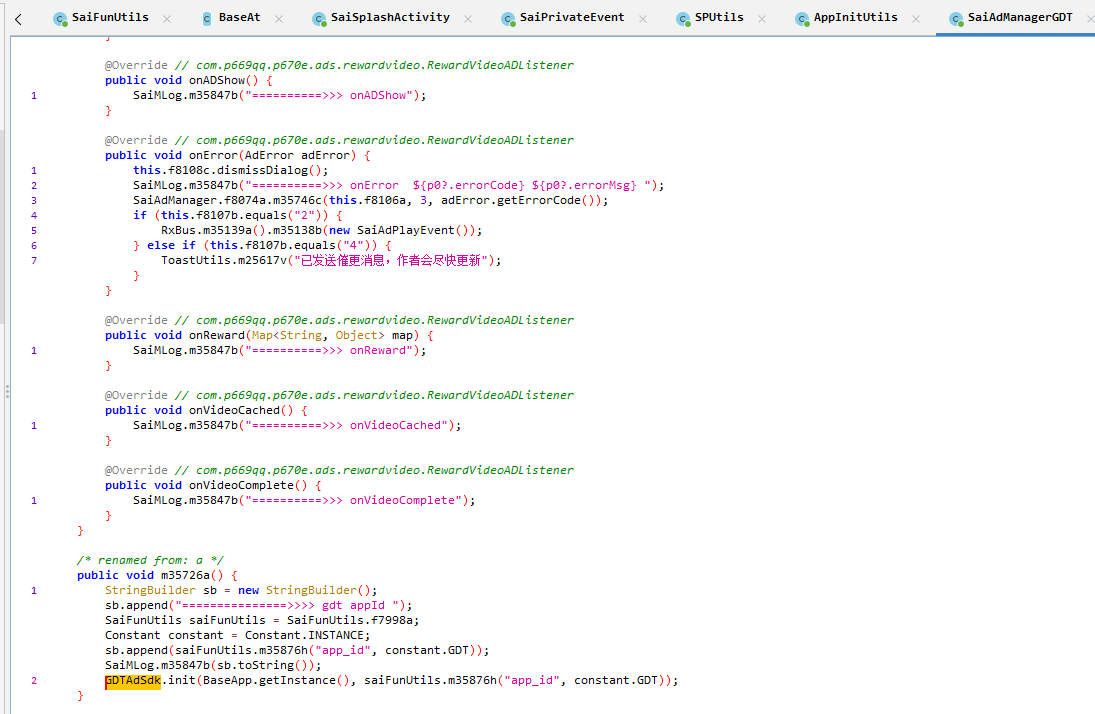 SaiFunUtils BaseAt SaiSplashActivity SaiPrivateEvent SPUtils AppInitUtils SaiAdManagerGDT
}
@Override // com.p669qq.p670e.ads.rewardvideo.RewardVideoADListener
public void onADShow() {
1 SaiMLog.m35847b("==========>>> onADShow");
}
@Override // com.p669qq.p670e.ads.rewardvideo.RewardVideoADListener
public void onError(AdError adError) {
1 this.f8108c.dismissDialog();
2 SaiMLog.m35847b("==========>>> onError  ${p0?.errorCode} ${p0?.errorMsg} ");
3 SaiAdManager.f8074a.m35746c(this.f8106a, 3, adError.getErrorCode());
4 if (this.f8107b.equals("2")) {
5 RxBus.m35139a().m35138b(new SaiAdPlayEvent());
6 } else if (this.f8107b.equals("4")) {
7 ToastUtils.m25617v("已发送催更消息，作者会尽快更新");
}
}
@Override // com.p669qq.p670e.ads.rewardvideo.RewardVideoADListener
public void onReward(Map<String, Object> map) {
1 SaiMLog.m35847b("==========>>> onReward");
}
@Override // com.p669qq.p670e.ads.rewardvideo.RewardVideoADListener
public void onVideoCached() {
1 SaiMLog.m35847b("==========>>> onVideoCached");
}
@Override // com.p669qq.p670e.ads.rewardvideo.RewardVideoADListener
public void onVideoComplete() {
1 SaiMLog.m35847b("==========>>> onVideoComplete");
}
}
/* renamed from: a */
public void m35726a() {
1 StringBuilder sb = new StringBuilder();
sb.append("===============>>>> gdt appId ");
SaiFunUtils saiFunUtils = SaiFunUtils.f7998a;
Constant constant = Constant.INSTANCE;
sb.append(saiFunUtils.m35876h("app_id", constant.GDT));
SaiMLog.m35847b(sb.toString());
2 GDTAdSdk.init(BaseApp.getInstance(), saiFunUtils.m35876h("app_id", constant.GDT));
}